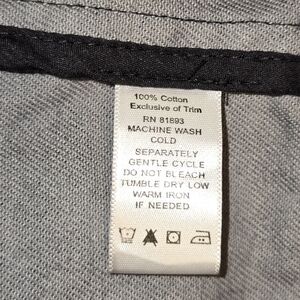 100% Cotton
Exclusive of Trim
RN 81893
MACHINE WASH
COLD
SEPARATELY
GENTLE CYCLE
DO NOT BLEACH
TUMBLE DRY LOW
WARM IRON
IF NEEDED